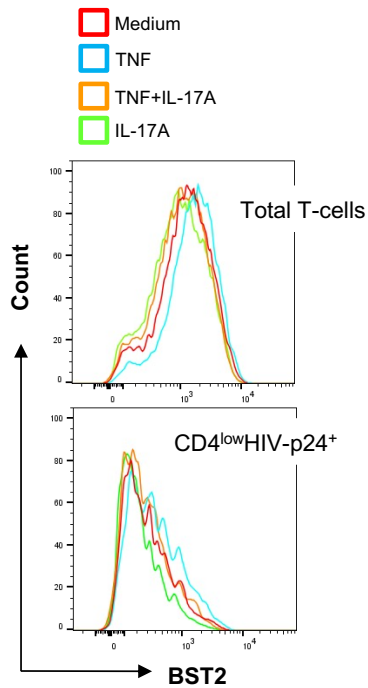 Medium
TNF
TNF+IL-17A
IL-17A
Total T-cells
100
80
60
40
20
0
0 10³ 10⁴
Count
CD4ˡᵒʷHIV-p24⁺
100
80
60
40
20
0
0 10³ 10⁴
BST2